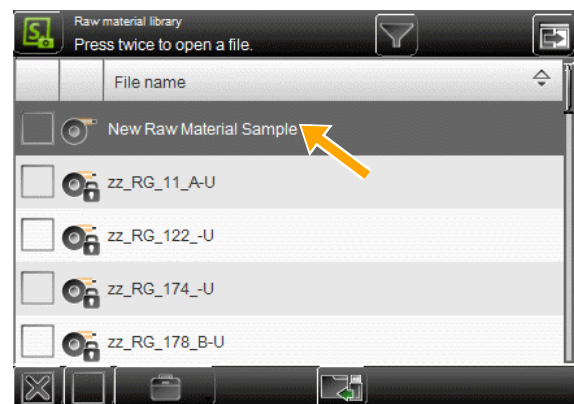 Raw material library
Press twice to open a file.
File name
New Raw Material Sample
zz_RG_11_A-U
zz_RG_122_-U
zz_RG_174_-U
zz_RG_178_B-U